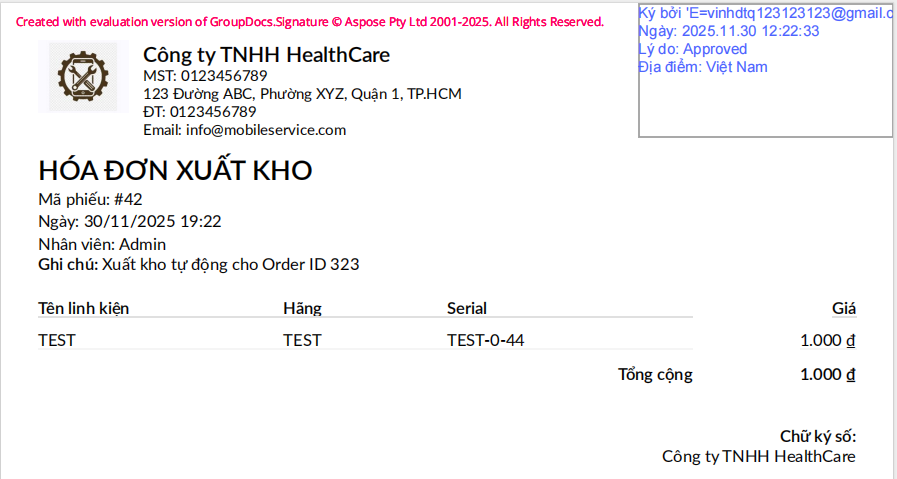 Created with evaluation version of GroupDocs.Signature © Aspose Pty Ltd 2001-2025. All Rights Reserved.
Ký bởi 'E=vinhdtq123123123@gmail.c
Ngày: 2025.11.30 12:22:33
Lý do: Approved
Địa điểm: Việt Nam
Công ty TNHH HealthCare
MST: 0123456789
123 Đường ABC, Phường XYZ, Quận 1, TP.HCM
ĐT: 0123456789
Email: info@mobileservice.com
HÓA ĐƠN XUẤT KHO
Mã phiếu: #42
Ngày: 30/11/2025 19:22
Nhân viên: Admin
Ghi chú: Xuất kho tự động cho Order ID 323
Tên linh kiện Hãng Serial Giá
TEST TEST TEST-0-44 1.000 ₫
Tổng cộng 1.000 ₫
Chữ ký số:
Công ty TNHH HealthCare